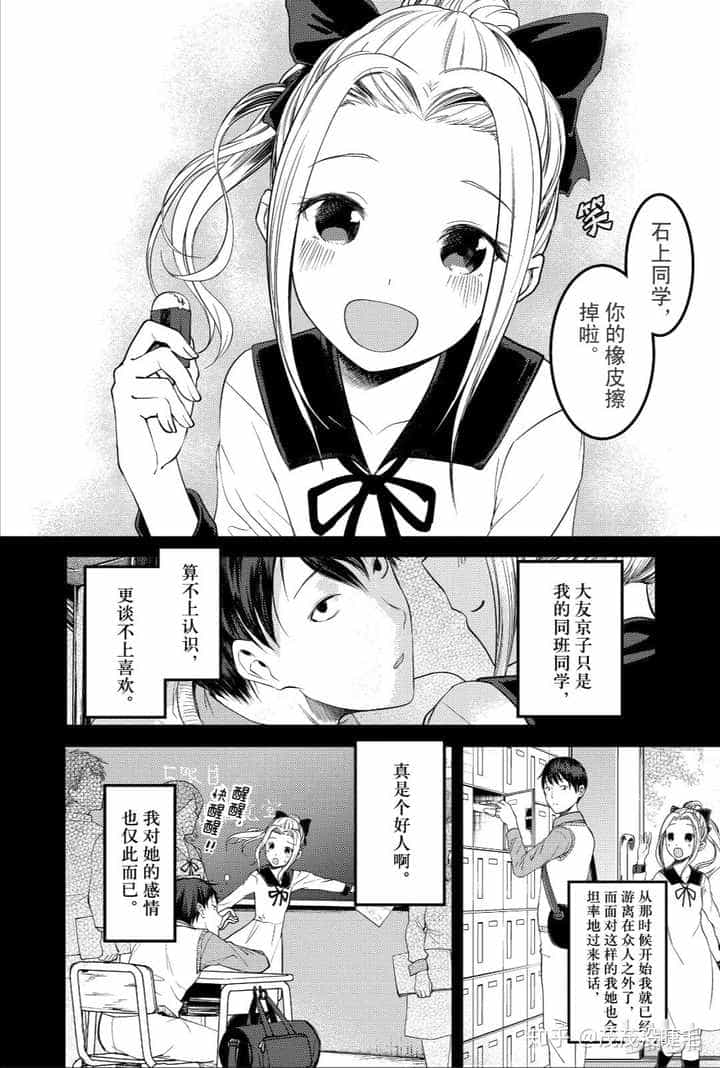 石上同学，
你的橡皮擦
掉啦。
笑
大友京子只是
我的同班同学，
算不上认识，
更谈不上喜欢。
从那时候开始我就已经
游离在众人之外了，
而面对这样的我她也会
坦率地过来搭话，
真是个好人啊。
醒醒，
快醒醒！！
我对她的感情
也仅此而已。